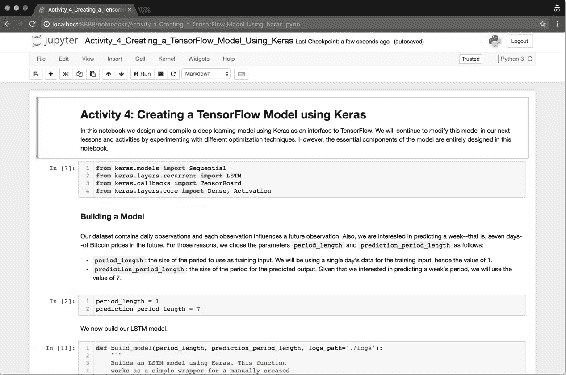 Activity_4_Creating_a_Tensorflow
localhost:8888/notebooks/Activity_4_Creating_a_TensorFlow_Model_Using_Keras.ipynb
jupyter Activity_4_Creating_a_TensorFlow_Model_Using_Keras Last Checkpoint: a few seconds ago (autosaved)
Logout
File Edit View Insert Cell Kernel Widgets Help
Trusted Python 3
Run Markdown
Activity 4: Creating a TensorFlow Model using Keras
In this notebook we design and compile a deep learning model using Keras as an interface to TensorFlow. We will continue to modify this model in our next
lessons and activities by experimenting with different optimization techniques. However, the essential components of the model are entirely designed in this
notebook.
In [7]: 1 from keras.models import Sequential
2 from keras.layers.recurrent import LSTM
3 from keras.callbacks import TensorBoard
4 from keras.layers.core import Dense, Activation
Building a Model
Our dataset contains daily observations and each observation influences a future observation. Also, we are interested in predicting a week--that is, seven days-
-of Bitcoin prices in the future. For those reasons, we chose the parameters period_length and prediction_period_length as follows:
• period_length: the size of the period to use as training input. We will be using a single day's data for the training input, hence the value of 1.
• prediction_period_length: the size of the period for the predicted output. Given that we interested in predicting a week's period, we will use the
value of 7.
In [2]: 1 period_length = 1
2 prediction_period_length = 7
We now build our LSTM model.
In [11]: 1 def build_model(period_length, prediction_period_length, logs_path='./logs'):
2 """
3 Builds an LSTM model using Keras. This function
works as a simple wrapper for a manually created